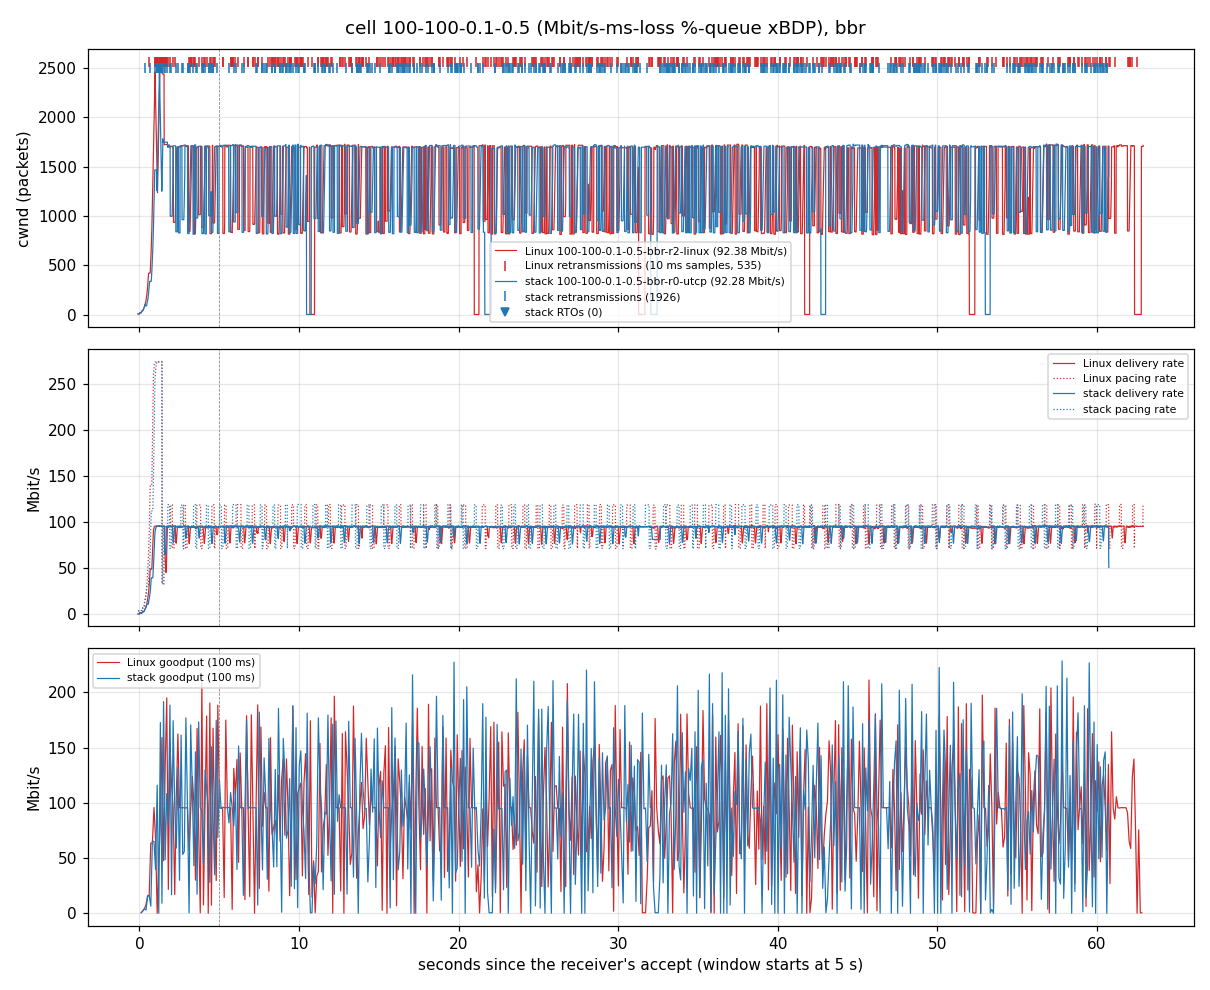 cell 100-100-0.1-0.5 (Mbit/s-ms-loss %-queue xBDP), bbr
cwnd (packets)
2500
2000
1500
1000
500
0
Linux 100-100-0.1-0.5-bbr-r2-linux (92.38 Mbit/s)
Linux retransmissions (10 ms samples, 535)
stack 100-100-0.1-0.5-bbr-r0-utcp (92.28 Mbit/s)
stack retransmissions (1926)
stack RTOs (0)
Mbit/s
250
200
150
100
50
0
Linux delivery rate
Linux pacing rate
stack delivery rate
stack pacing rate
Mbit/s
200
150
100
50
0
Linux goodput (100 ms)
stack goodput (100 ms)
0 10 20 30 40 50 60
seconds since the receiver's accept (window starts at 5 s)